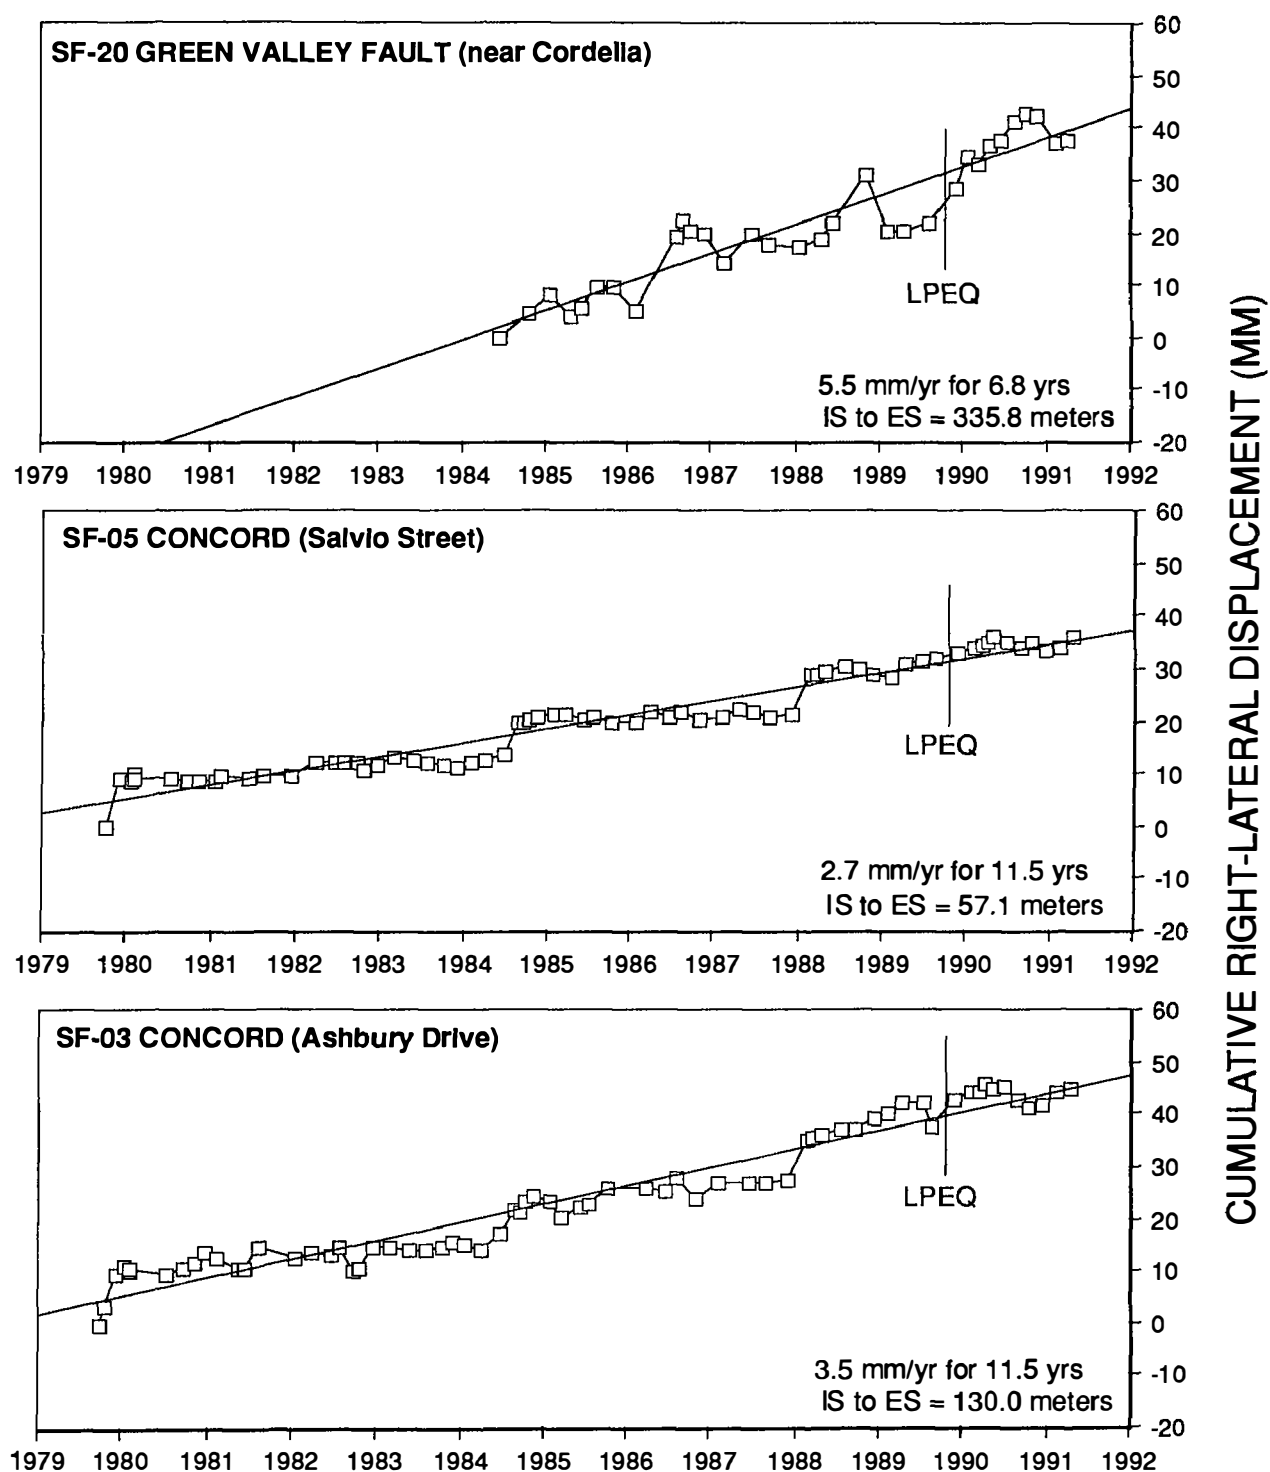 SF-20 GREEN VALLEY FAULT (near Cordelia)
60
50
40
30
20
10
0
-10
-20
LPEQ
5.5 mm/yr for 6.8 yrs
IS to ES = 335.8 meters
1979 1980 1981 1982 1983 1984 1985 1986 1987 1988 1989 1990 1991 1992
SF-05 CONCORD (Salvio Street)
60
50
40
30
20
10
0
-10
-20
LPEQ
2.7 mm/yr for 11.5 yrs
IS to ES = 57.1 meters
1979 1980 1981 1982 1983 1984 1985 1986 1987 1988 1989 1990 1991 1992
SF-03 CONCORD (Ashbury Drive)
60
50
40
30
20
10
0
-10
-20
LPEQ
3.5 mm/yr for 11.5 yrs
IS to ES = 130.0 meters
1979 1980 1981 1982 1983 1984 1985 1986 1987 1988 1989 1990 1991 1992
CUMULATIVE RIGHT-LATERAL DISPLACEMENT (MM)